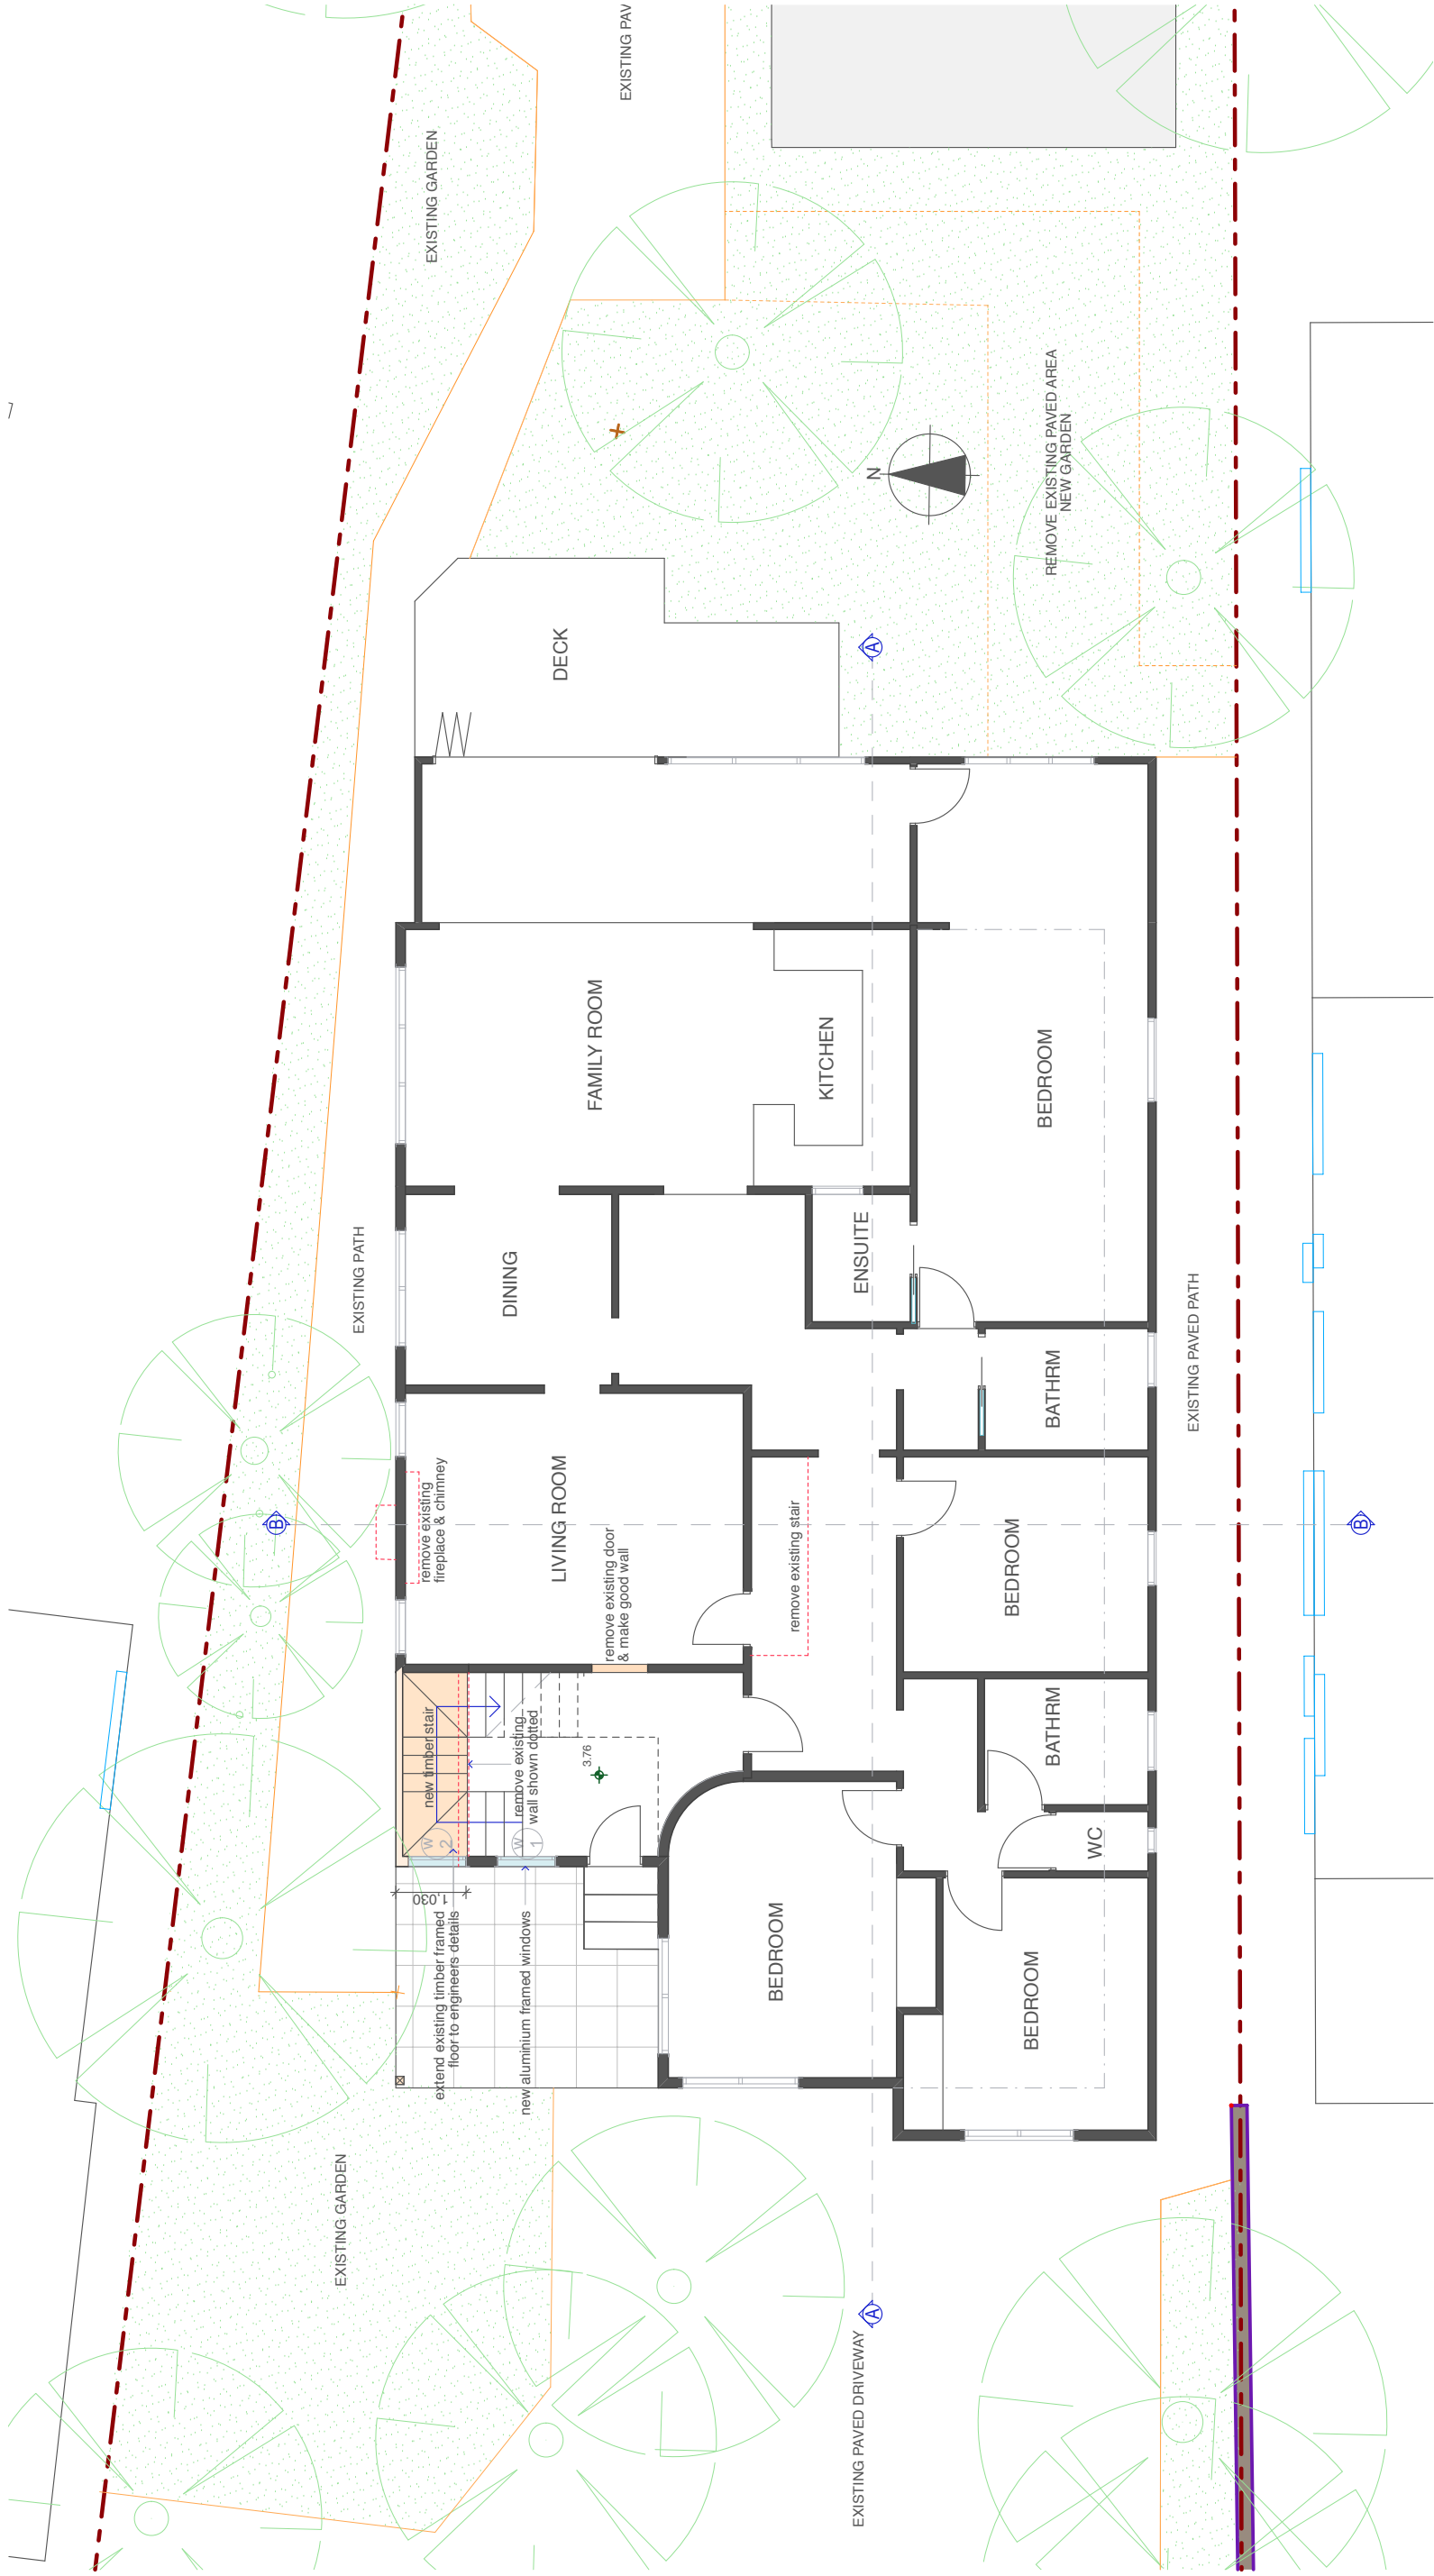 EXISTING PAV
EXISTING GARDEN
N
REMOVE EXISTING PAVED AREA
NEW GARDEN
DECK
A
FAMILY ROOM
KITCHEN
BEDROOM
EXISTING PATH
DINING
ENSUITE
BATHRM
EXISTING PAVED PATH
LIVING ROOM
remove existing
fireplace & chimney
remove existing door
& make good wall
remove existing stair
BEDROOM
B
B
new timber stair
remove existing
wall shown dotted
3.76
W
2
W
1
BATHRM
WC
1,030
extend existing timber framed
floor to engineers details
new aluminium framed windows
BEDROOM
BEDROOM
EXISTING GARDEN
A
EXISTING PAVED DRIVEWAY